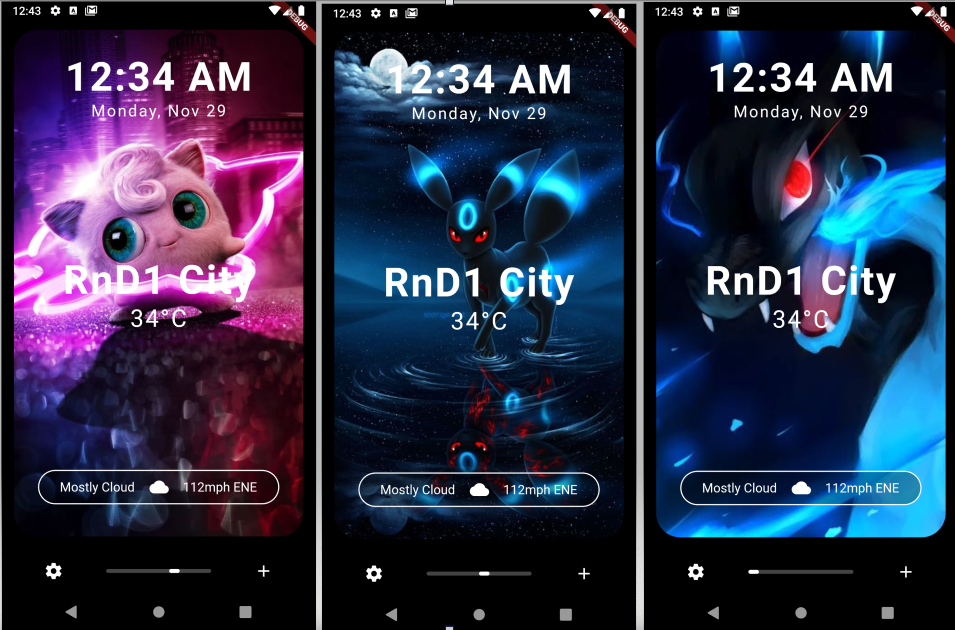 12:43
DEBUG
12:34 AM
Monday, Nov 29
RnD1 City
34°C
Mostly Cloud
112mph ENE
12:43
DEBUG
12:34 AM
Monday, Nov 29
RnD1 City
34°C
Mostly Cloud
112mph ENE
12:43
DEBUG
12:34 AM
Monday, Nov 29
RnD1 City
34°C
Mostly Cloud
112mph ENE